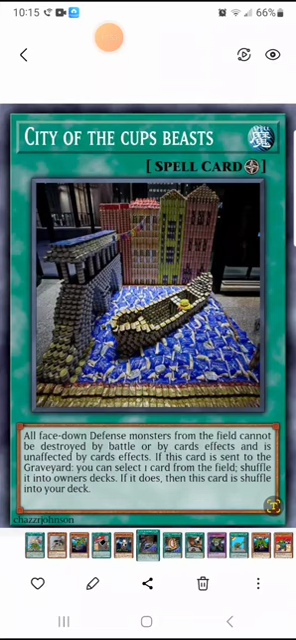 10:15
66%
CITY OF THE CUPS BEASTS
魔
[ SPELL CARD ]
All face-down Defense monsters from the field cannot
be destroyed by battle or by cards effects and is
unaffected by cards effects. If this card is sent to the
Graveyard: you can select 1 card from the field; shuffle
it into owners decks. If it does, then this card is shuffle
into your deck.
chazzrjohnson